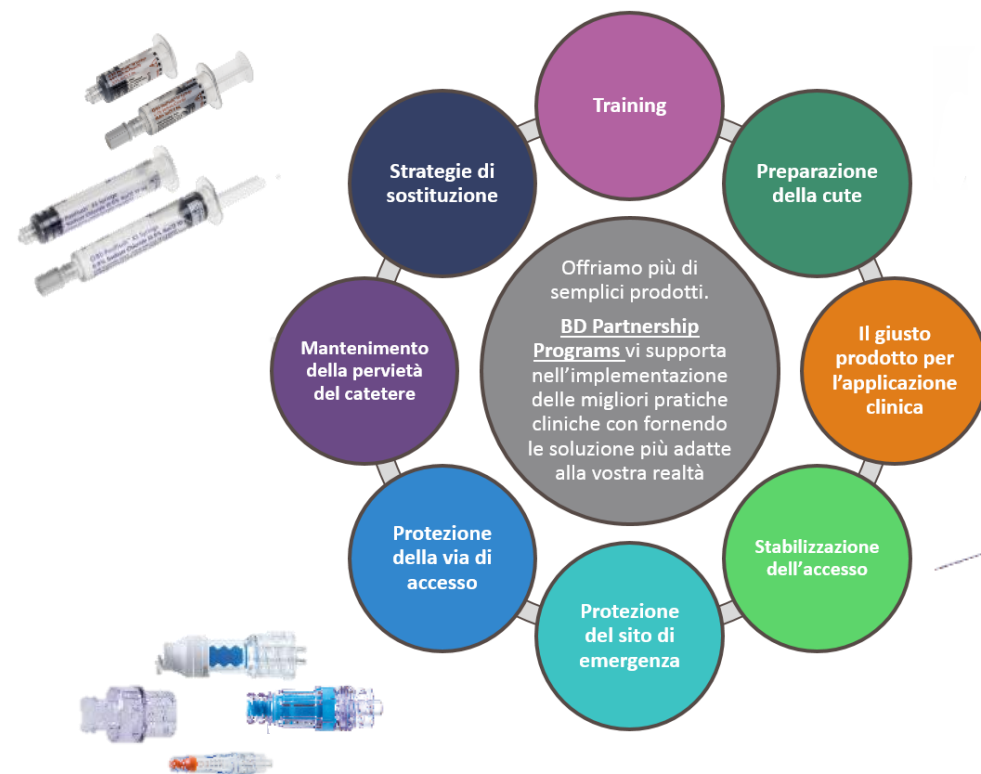 Training
Preparazione
della cute
Il giusto
prodotto per
l'applicazione
clinica
Stabilizzazione
dell'accesso
Protezione
del sito di
emergenza
Protezione
della via di
accesso
Mantenimento
della pervietà
del catetere
Strategie di
sostituzione
Offriamo più di
semplici prodotti.
BD Partnership
Programs vi supporta
nell'implementazione
delle migliori pratiche
cliniche con fornendo
le soluzione più adatte
alla vostra realtà